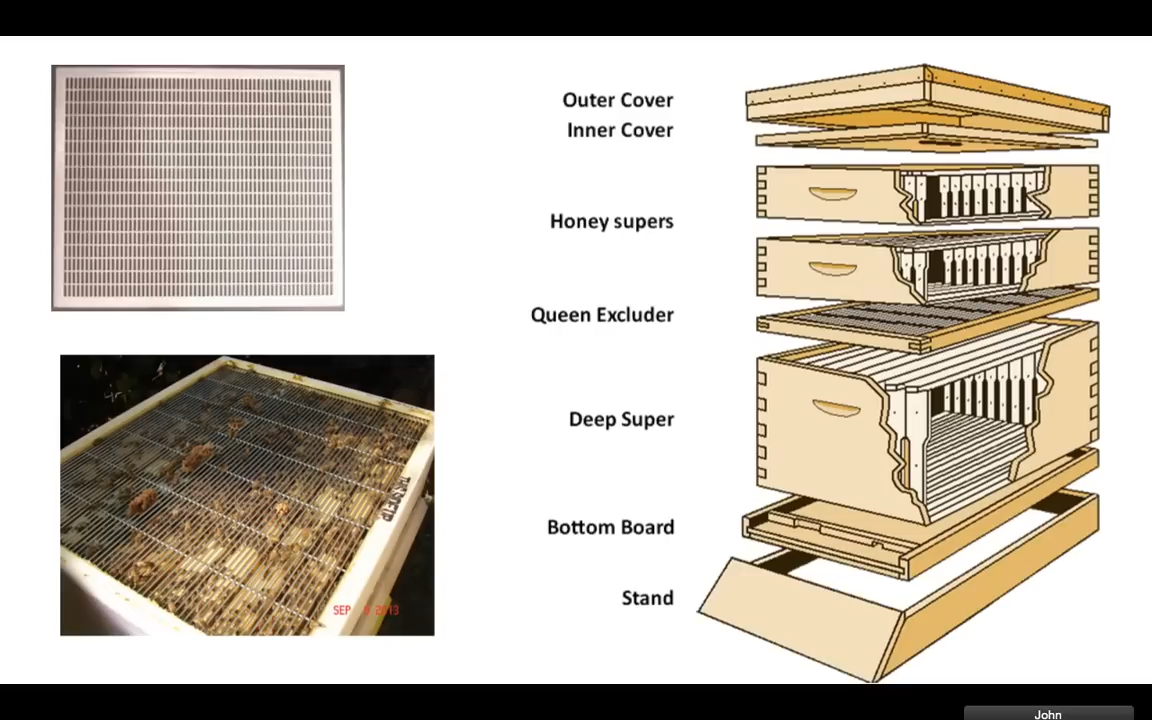 Outer Cover
Inner Cover
Honey supers
Queen Excluder
Deep Super
Bottom Board
Stand
John